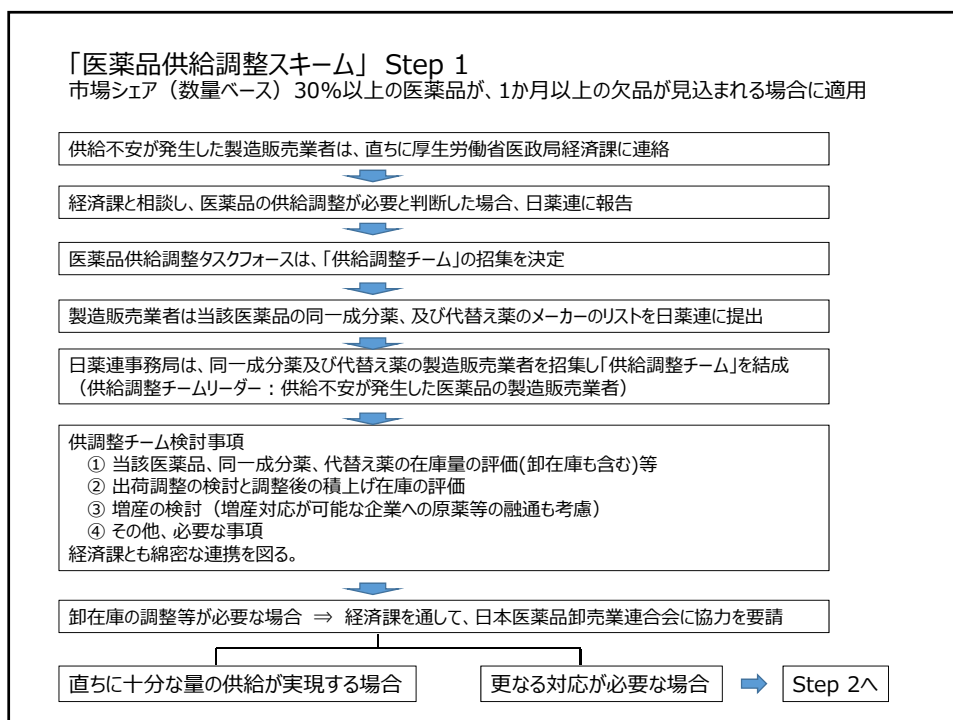 「医薬品供給調整スキーム」 Step 1
市場シェア（数量ベース）30%以上の医薬品が、1か月以上の欠品が見込まれる場合に適用
供給不安が発生した製造販売業者は、直ちに厚生労働省医政局経済課に連絡
経済課と相談し、医薬品の供給調整が必要と判断した場合、日薬連に報告
医薬品供給調整タスクフォースは、「供給調整チーム」の招集を決定
製造販売業者は当該医薬品の同一成分薬、及び代替え薬のメーカーのリストを日薬連に提出
日薬連事務局は、同一成分薬及び代替え薬の製造販売業者を招集し「供給調整チーム」を結成
（供給調整チームリーダー：供給不安が発生した医薬品の製造販売業者）
供調整チーム検討事項
① 当該医薬品、同一成分薬、代替え薬の在庫量の評価(卸在庫も含む)等
② 出荷調整の検討と調整後の積上げ在庫の評価
③ 増産の検討（増産対応が可能な企業への原薬等の融通も考慮）
④ その他、必要な事項
経済課とも綿密な連携を図る。
卸在庫の調整等が必要な場合 ⇒ 経済課を通して、日本医薬品卸売業連合会に協力を要請
直ちに十分な量の供給が実現する場合
更なる対応が必要な場合
Step 2へ